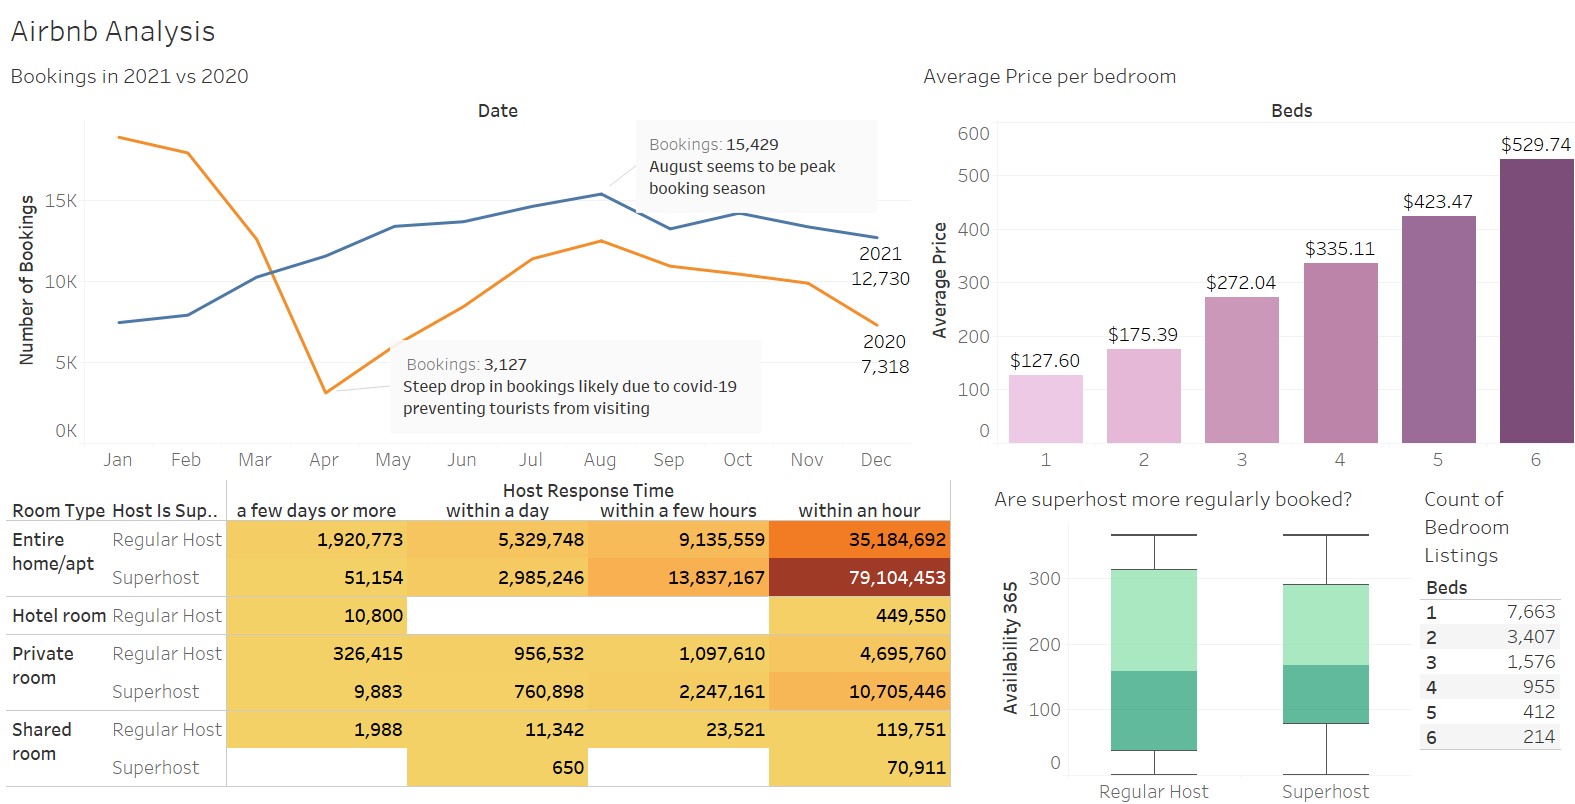 Airbnb Analysis
Bookings in 2021 vs 2020
Date
Number of Bookings
15K
10K
5K
0K
Bookings: 15,429
August seems to be peak
booking season
2021
12,730
2020
7,318
Bookings: 3,127
Steep drop in bookings likely due to covid-19
preventing tourists from visiting
Jan Feb Mar Apr May Jun Jul Aug Sep Oct Nov Dec
Average Price per bedroom
Beds
Average Price
600
500
400
300
200
100
0
$127.60
$175.39
$272.04
$335.11
$423.47
$529.74
1 2 3 4 5 6
Host Response Time
Room Type Host Is Sup.. a few days or more within a day within a few hours within an hour
Entire Regular Host 1,920,773 5,329,748 9,135,559 35,184,692
home/apt Superhost 51,154 2,985,246 13,837,167 79,104,453
Hotel room Regular Host 10,800 449,550
Private Regular Host 326,415 956,532 1,097,610 4,695,760
room Superhost 9,883 760,898 2,247,161 10,705,446
Shared Regular Host 1,988 11,342 23,521 119,751
room Superhost 650 70,911
Are superhost more regularly booked?
Availability 365
300
200
100
0
Regular Host Superhost
Count of
Bedroom
Listings
Beds
1 7,663
2 3,407
3 1,576
4 955
5 412
6 214